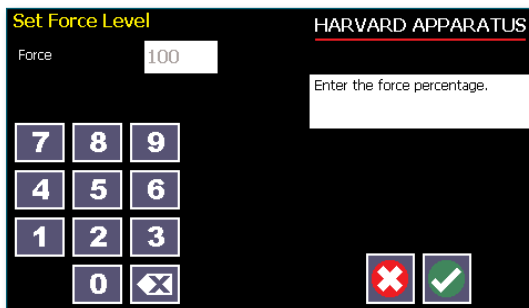 Set Force Level
HARVARD APPARATUS
Force 100
Enter the force percentage.
7 8 9
4 5 6
1 2 3
0